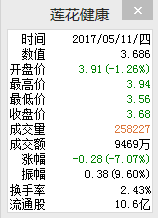 莲花健康
时间 2017/05/11/四
数值 3.686
开盘价 3.91(-1.26%)
最高价 3.94
最低价 3.56
收盘价 3.68
成交量 258227
成交额 9469万
涨幅 -0.28(-7.07%)
振幅 0.38(9.60%)
换手率 2.43%
流通股 10.6亿